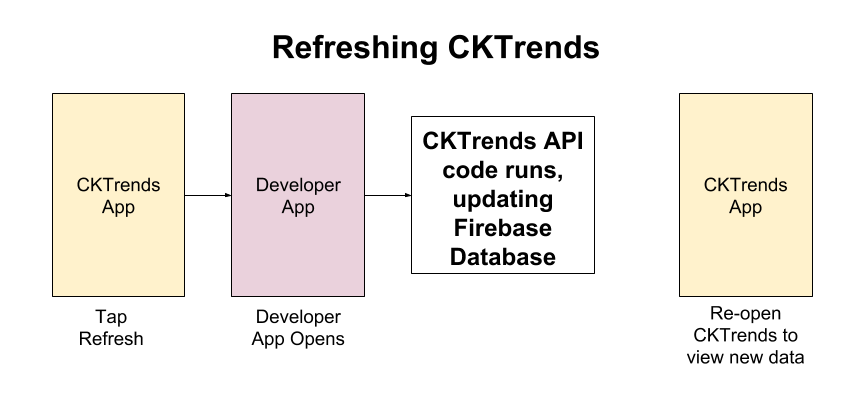 Refreshing CKTrends
CKTrends
App
Tap
Refresh
Developer
App
Developer
App Opens
CKTrends API
code runs,
updating
Firebase
Database
CKTrends
App
Re-open
CKTrends to
view new data